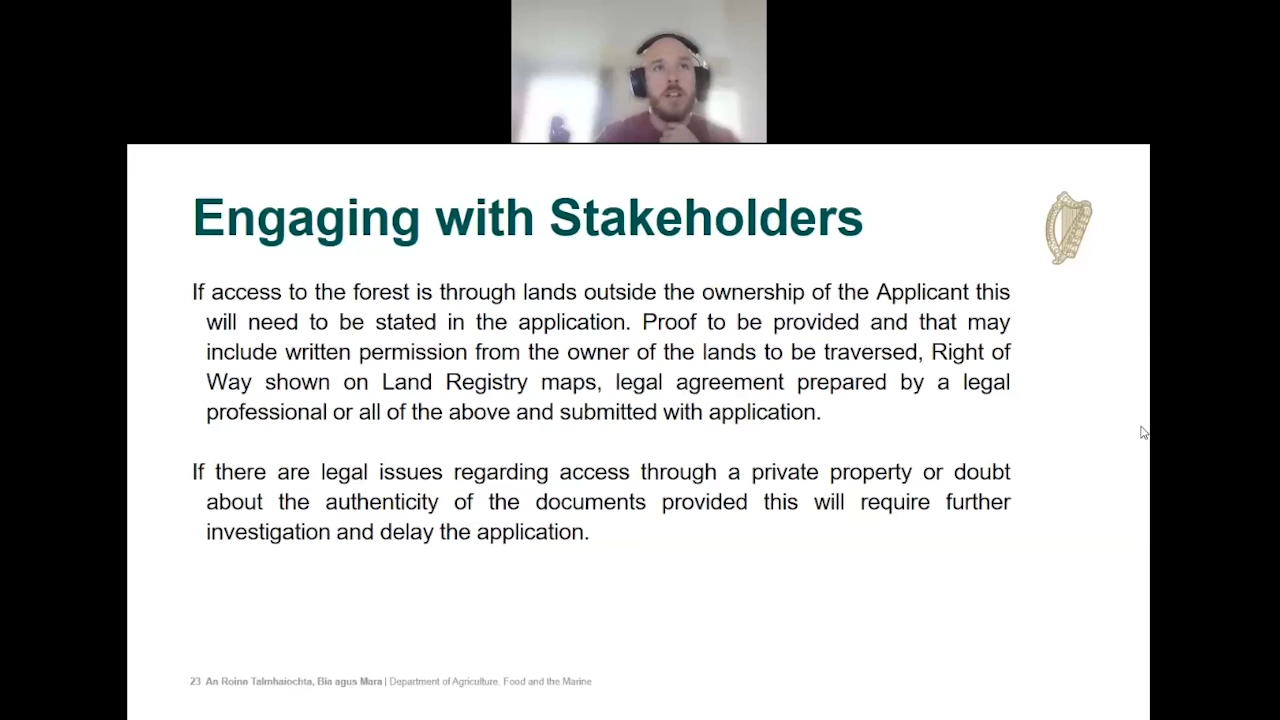 Engaging with Stakeholders
If access to the forest is through lands outside the ownership of the Applicant this
will need to be stated in the application. Proof to be provided and that may
include written permission from the owner of the lands to be traversed, Right of
Way shown on Land Registry maps, legal agreement prepared by a legal
professional or all of the above and submitted with application.
If there are legal issues regarding access through a private property or doubt
about the authenticity of the documents provided this will require further
investigation and delay the application.
23 An Roinn Talmhaíochta, Bia agus Mara | Department of Agriculture, Food and the Marine